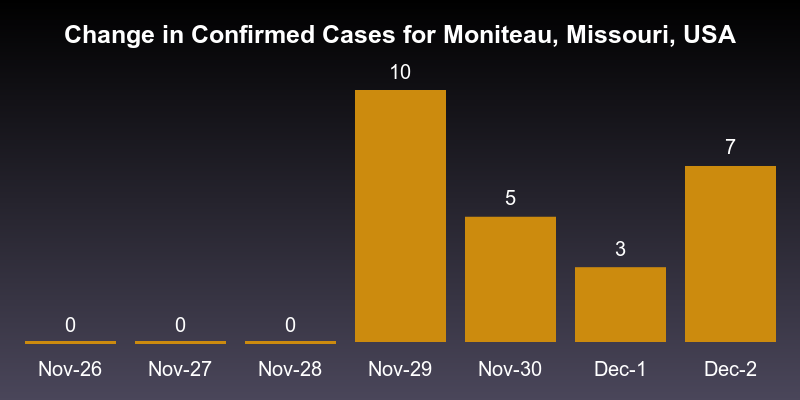 Change in Confirmed Cases for Moniteau, Missouri, USA
10
7
5
3
0 0 0
Nov-26 Nov-27 Nov-28 Nov-29 Nov-30 Dec-1 Dec-2